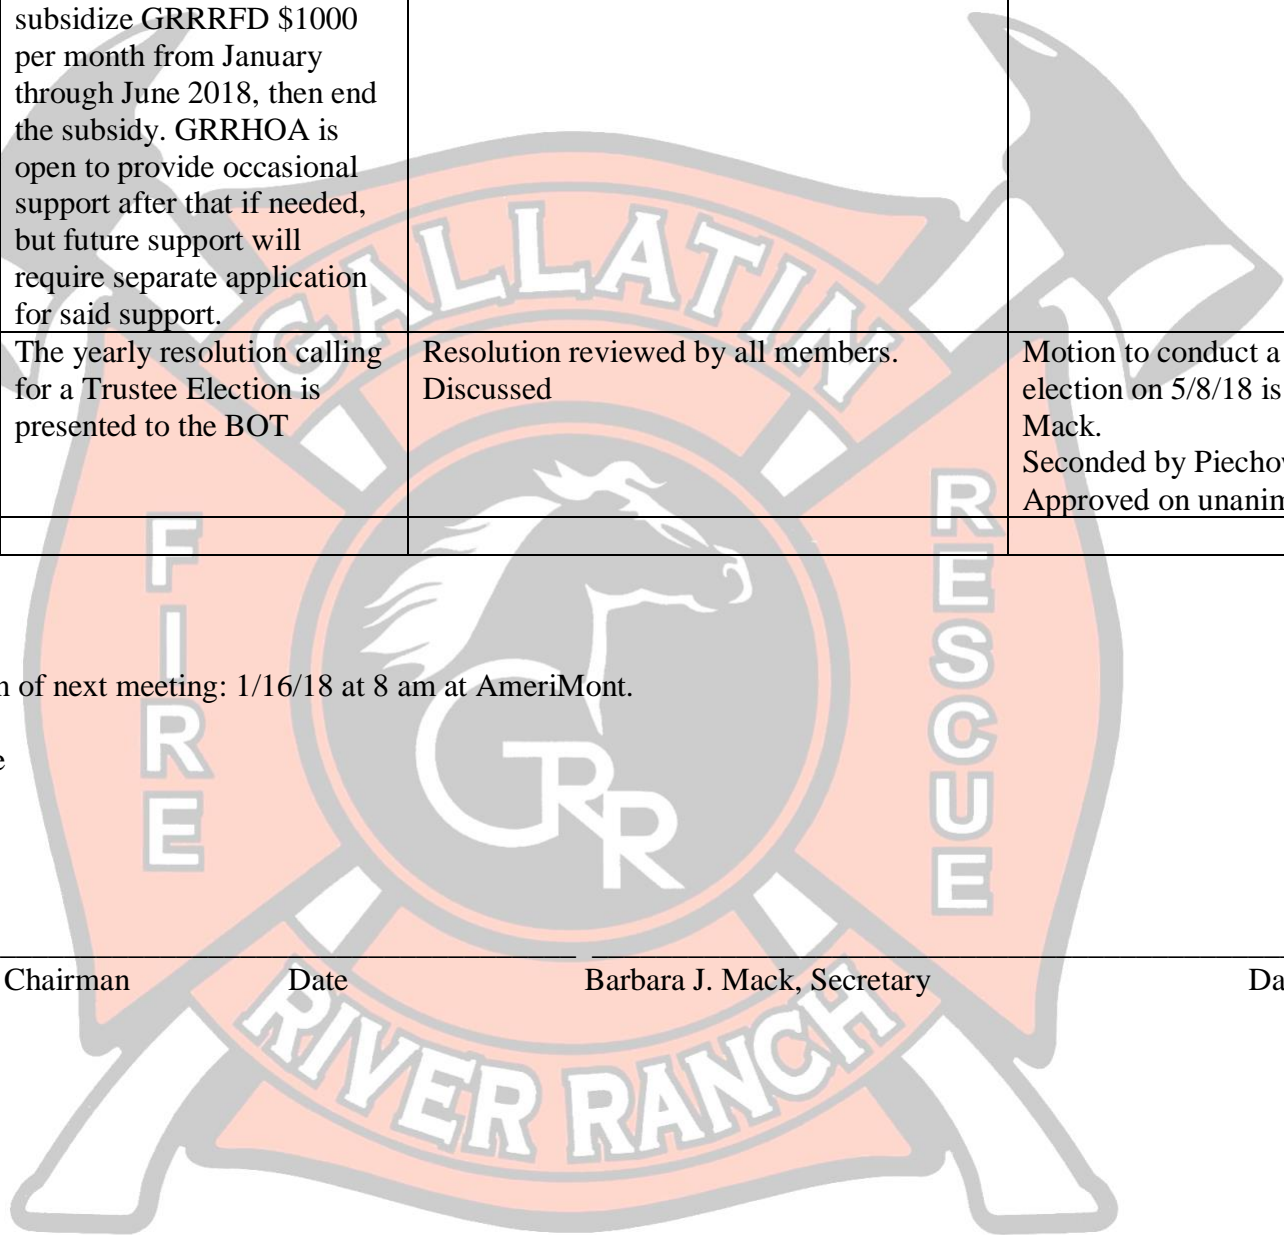 subsidize GRRRFD $1000
per month from January
through June 2018, then end
the subsidy. GRRHOA is
open to provide occasional
support after that if needed,
but future support will
require separate application
for said support.
The yearly resolution calling
for a Trustee Election is
presented to the BOT
Resolution reviewed by all members.
Discussed
Motion to conduct a
election on 5/8/18 is
Mack.
Seconded by
Approved on
of next meeting: 1/16/18 at 8 am at AmeriMont.
Chairman Date Barbara J. Mack, Secretary
GALLATIN
FIRE
RESCUE
GRR
RIVER RANCH